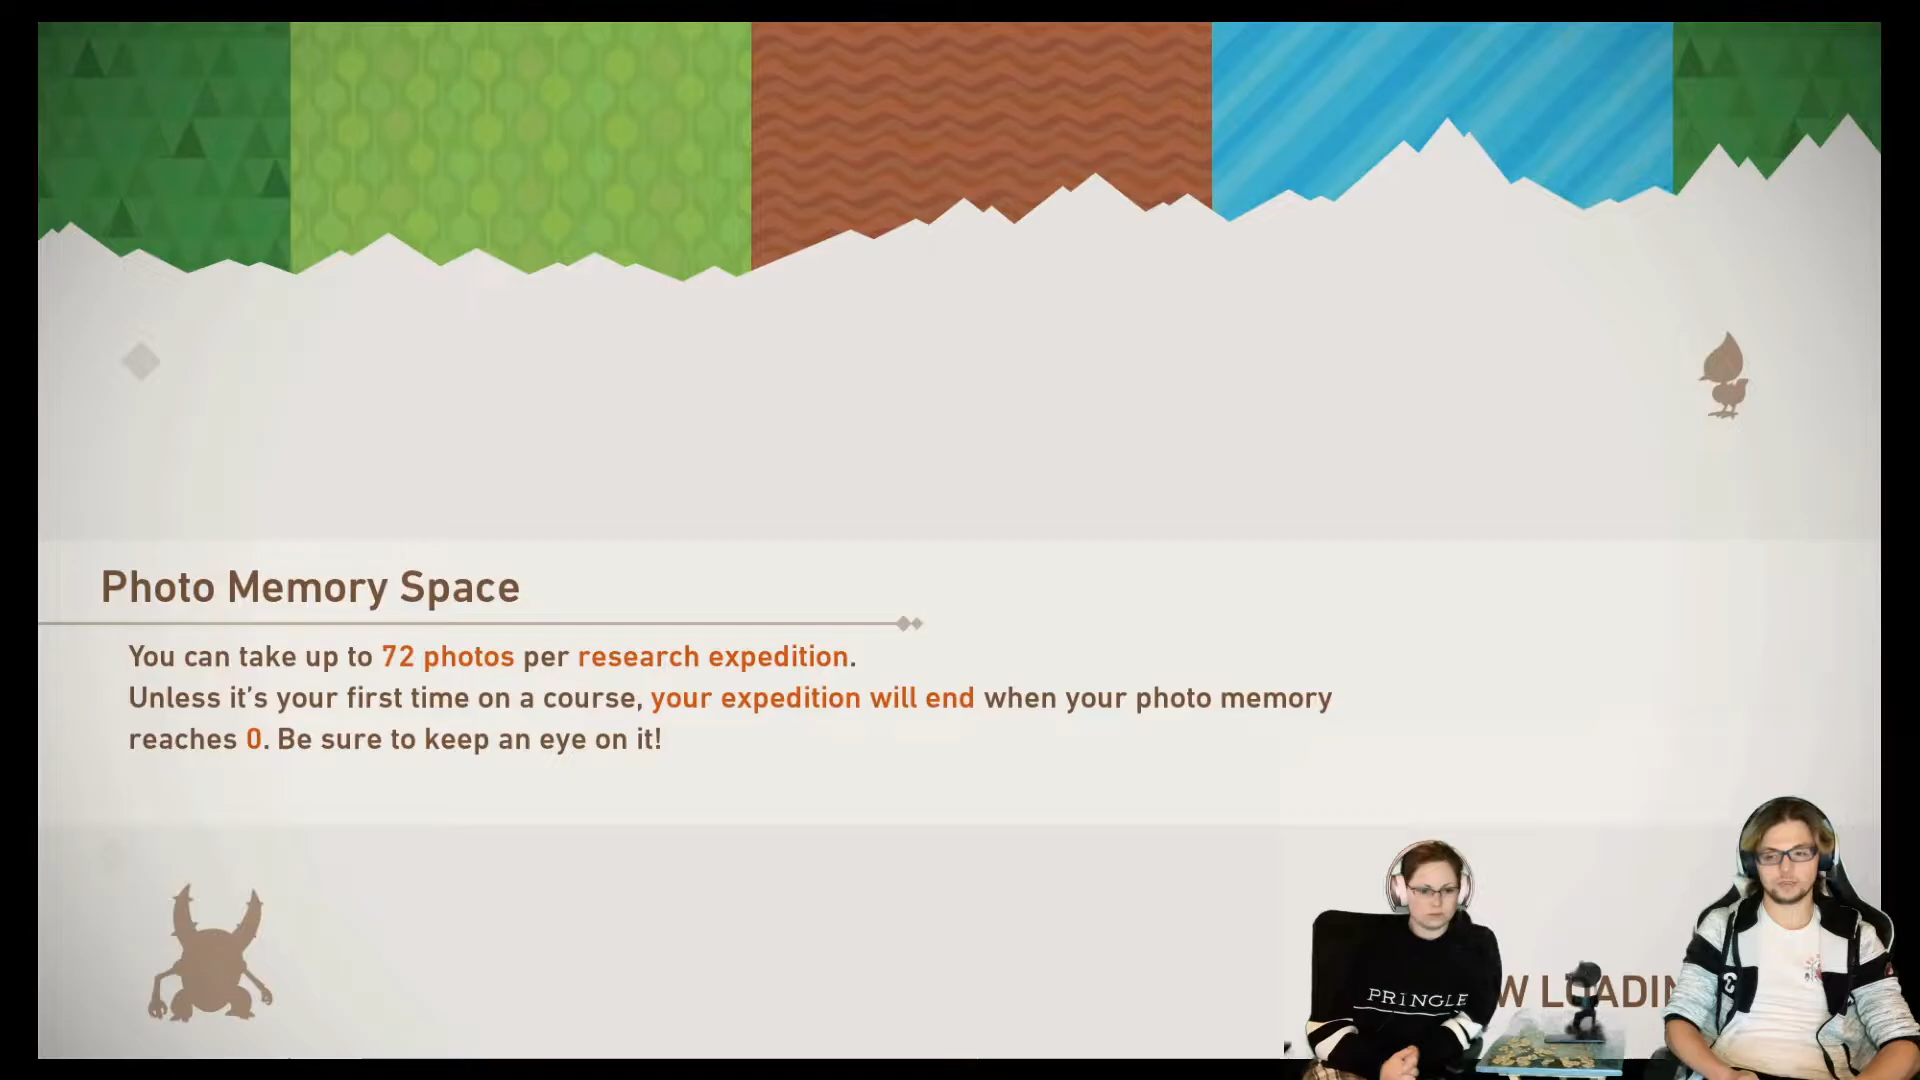 Photo Memory Space
You can take up to 72 photos per research expedition.
Unless it's your first time on a course, your expedition will end when your photo memory
reaches 0. Be sure to keep an eye on it!
PRINGLE
W LOADIN